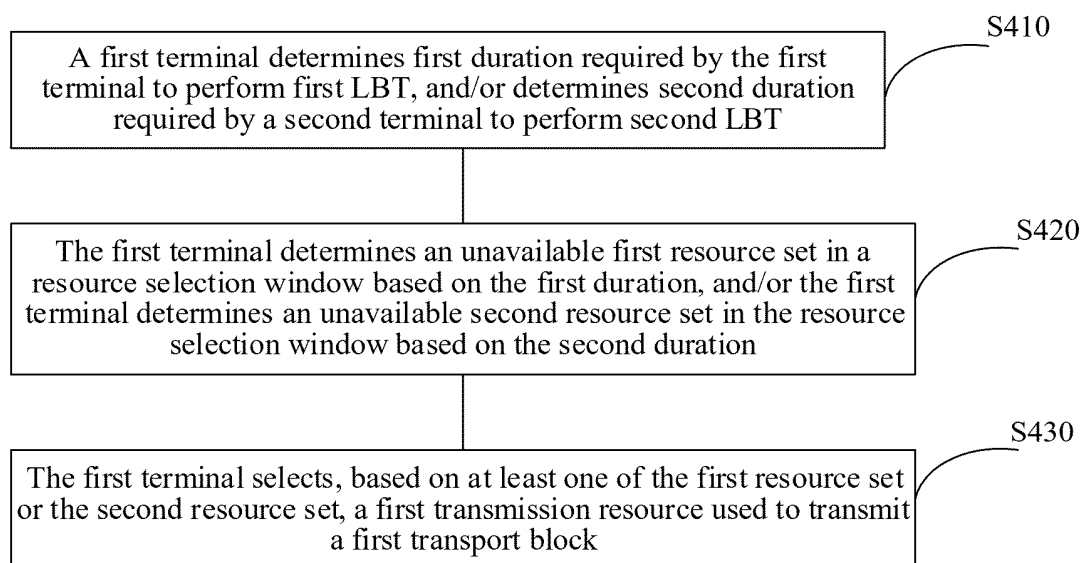 S410
A first terminal determines first duration required by the first
terminal to perform first LBT, and/or determines second duration
required by a second terminal to perform second LBT
S420
The first terminal determines an unavailable first resource set in a
resource selection window based on the first duration, and/or the first
terminal determines an unavailable second resource set in the resource
selection window based on the second duration
S430
The first terminal selects, based on at least one of the first resource set
or the second resource set, a first transmission resource used to transmit
a first transport block